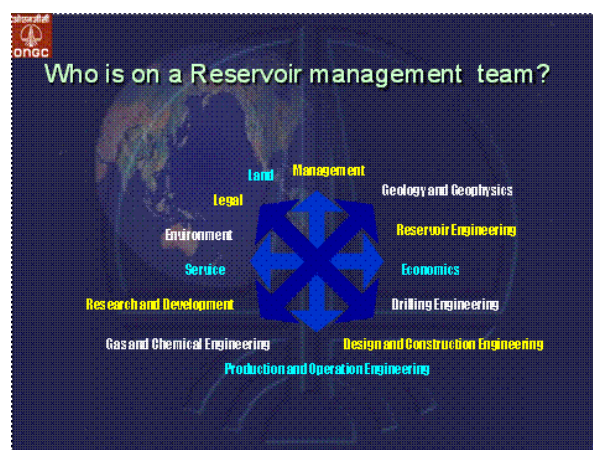 ओएनजीसी
ONGC
Who is on a Reservoir management team?
Land
Management
Geology and Geophysics
Legal
Reservoir Engineering
Environment
Service
Economics
Research and Development
Drilling Engineering
Gas and Chemical Engineering
Design and Construction Engineering
Production and Operation Engineering